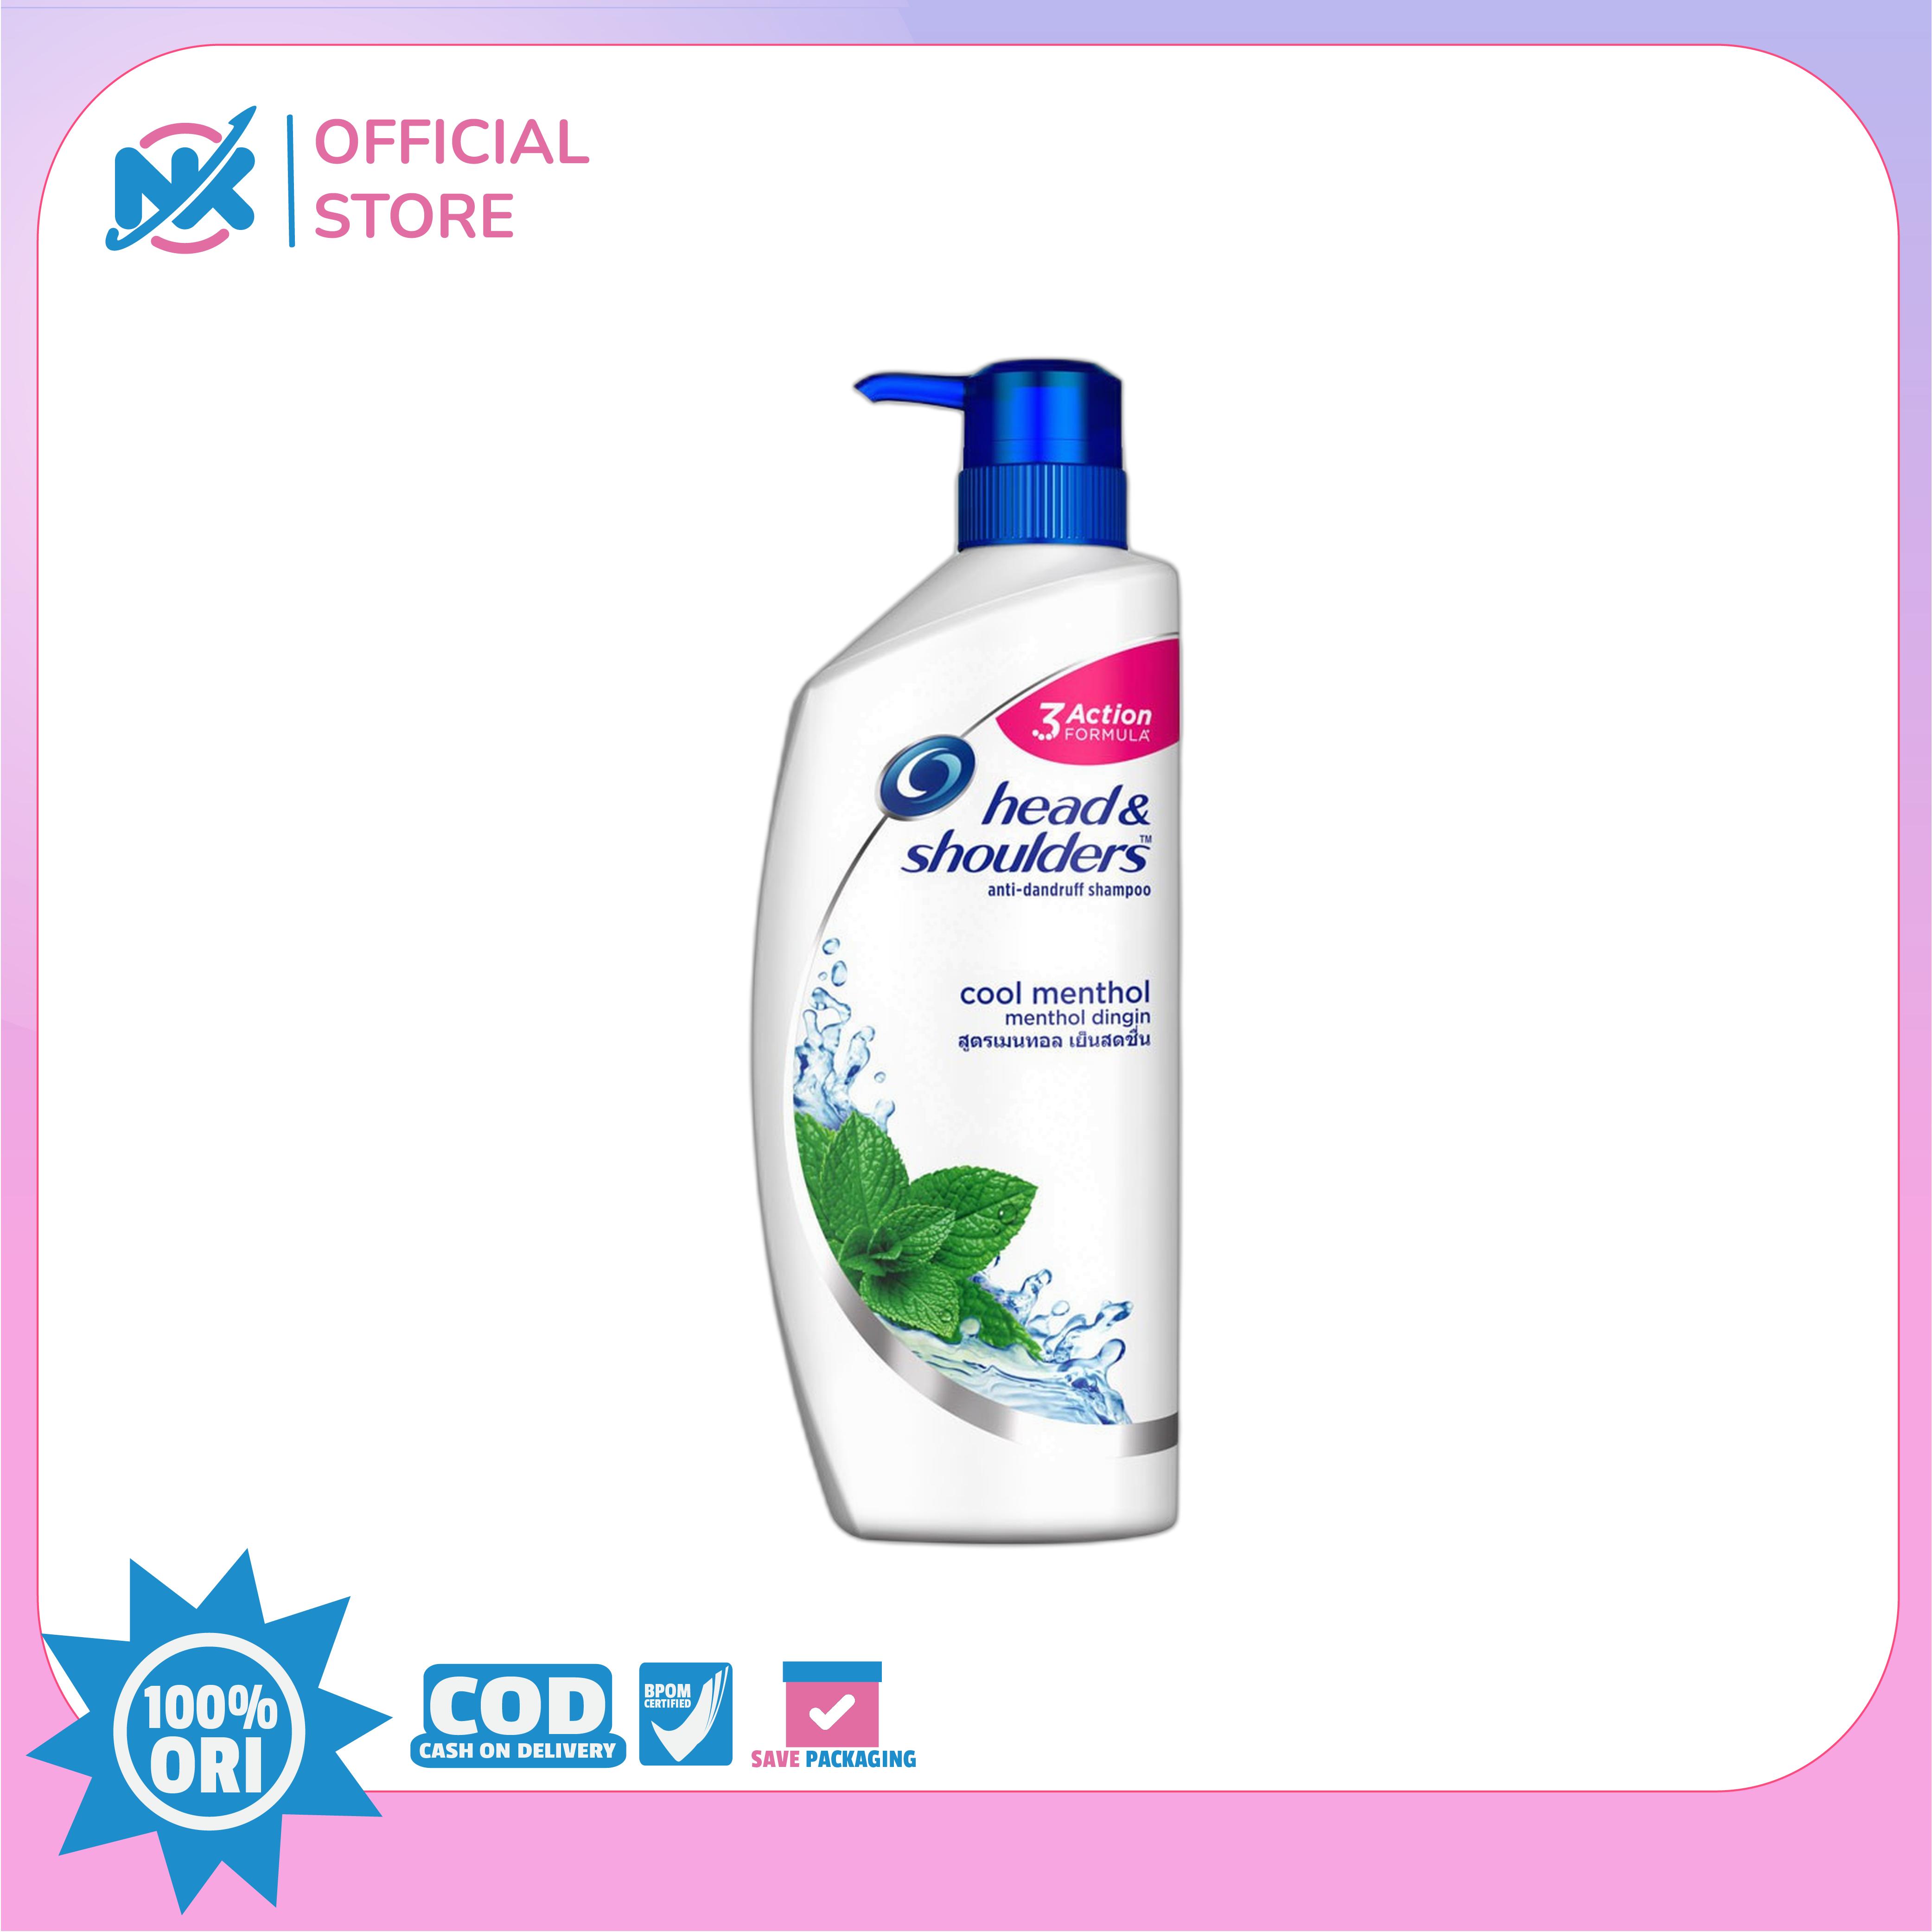 NK
OFFICIAL
STORE
3 Action
FORMULA*
head &
shoulders™
anti-dandruff shampoo
cool menthol
menthol dingin
สูตรเมนทอล เย็นสดชื่น
100%
ORI
COD
CASH ON DELIVERY
BPOM
CERTIFIED
SAVE PACKAGING